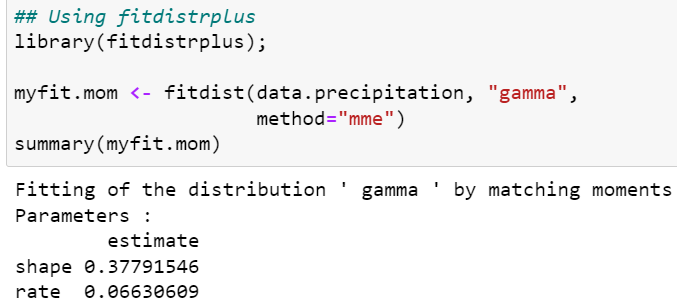 ## Using fitdistrplus
library(fitdistrplus);
myfit.mom <- fitdist(data.precipitation, "gamma",
method="mme")
summary(myfit.mom)
Fitting of the distribution ' gamma ' by matching moments
Parameters :
estimate
shape 0.37791546
rate 0.06630609